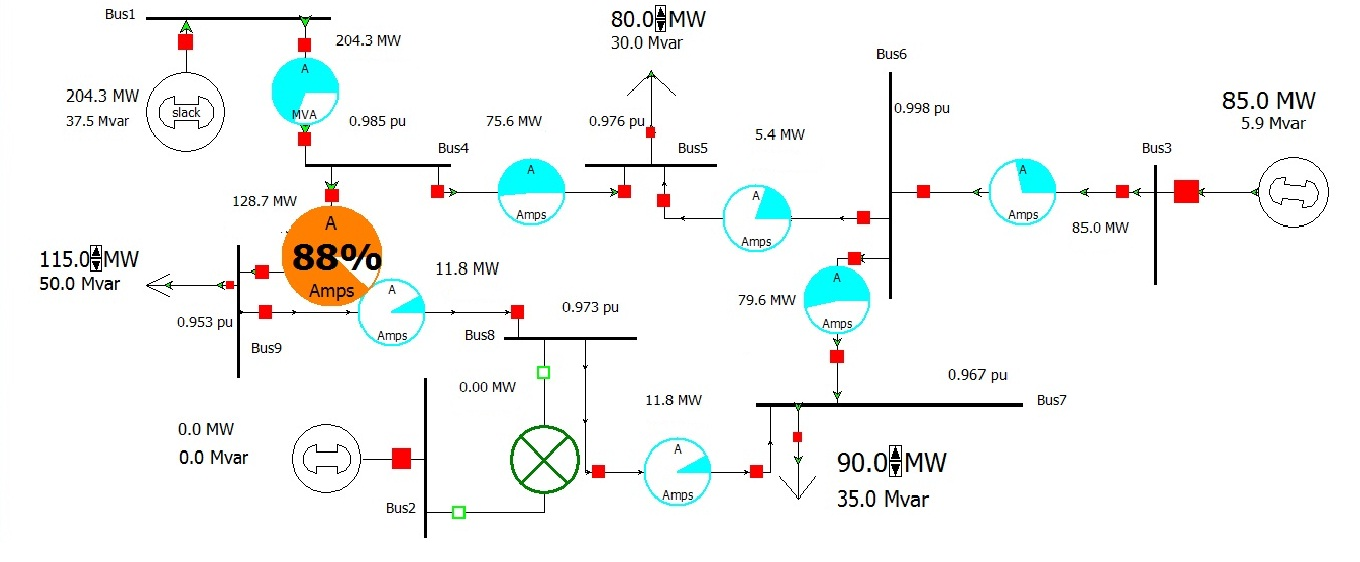 Bus1
204.3 MW
A
MVA
204.3 MW
37.5 Mvar
slack
0.985 pu
Bus4
75.6 MW
A
Amps
80.0 MW
30.0 Mvar
0.976 pu
Bus5
5.4 MW
A
Amps
Bus6
0.998 pu
A
Amps
85.0 MW
Bus3
85.0 MW
5.9 Mvar
128.7 MW
A
88%
Amps
115.0 MW
50.0 Mvar
0.953 pu
Bus9
11.8 MW
A
Amps
Bus8
0.973 pu
79.6 MW
A
Amps
0.967 pu
Bus7
0.00 MW
11.8 MW
A
Amps
0.0 MW
0.0 Mvar
Bus2
90.0 MW
35.0 Mvar